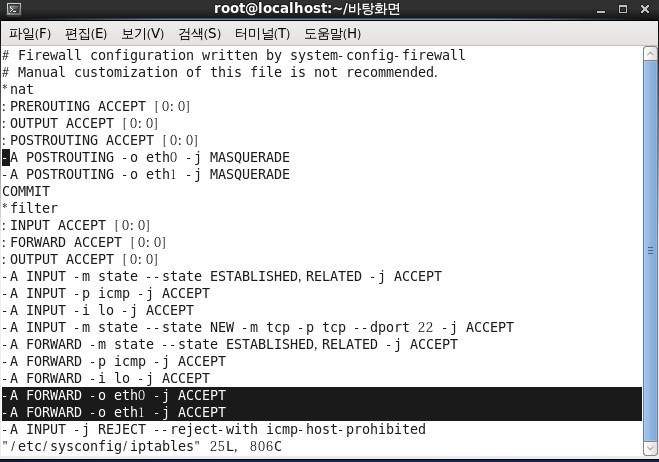 root@localhost:~/바탕화면
파일(F) 편집(E) 보기(V) 검색(S) 터미널(T) 도움말(H)
# Firewall configuration written by system-config-firewall
# Manual customization of this file is not recommended.
*nat
:PREROUTING ACCEPT [0:0]
:OUTPUT ACCEPT [0:0]
:POSTROUTING ACCEPT [0:0]
-A POSTROUTING -o eth0 -j MASQUERADE
-A POSTROUTING -o eth1 -j MASQUERADE
COMMIT
*filter
:INPUT ACCEPT [0:0]
:FORWARD ACCEPT [0:0]
:OUTPUT ACCEPT [0:0]
-A INPUT -m state --state ESTABLISHED,RELATED -j ACCEPT
-A INPUT -p icmp -j ACCEPT
-A INPUT -i lo -j ACCEPT
-A INPUT -m state --state NEW -m tcp -p tcp --dport 22 -j ACCEPT
-A FORWARD -m state --state ESTABLISHED,RELATED -j ACCEPT
-A FORWARD -p icmp -j ACCEPT
-A FORWARD -i lo -j ACCEPT
-A FORWARD -o eth0 -j ACCEPT
-A FORWARD -o eth1 -j ACCEPT
-A INPUT -j REJECT --reject-with icmp-host-prohibited
"/etc/sysconfig/iptables" 25L, 806C